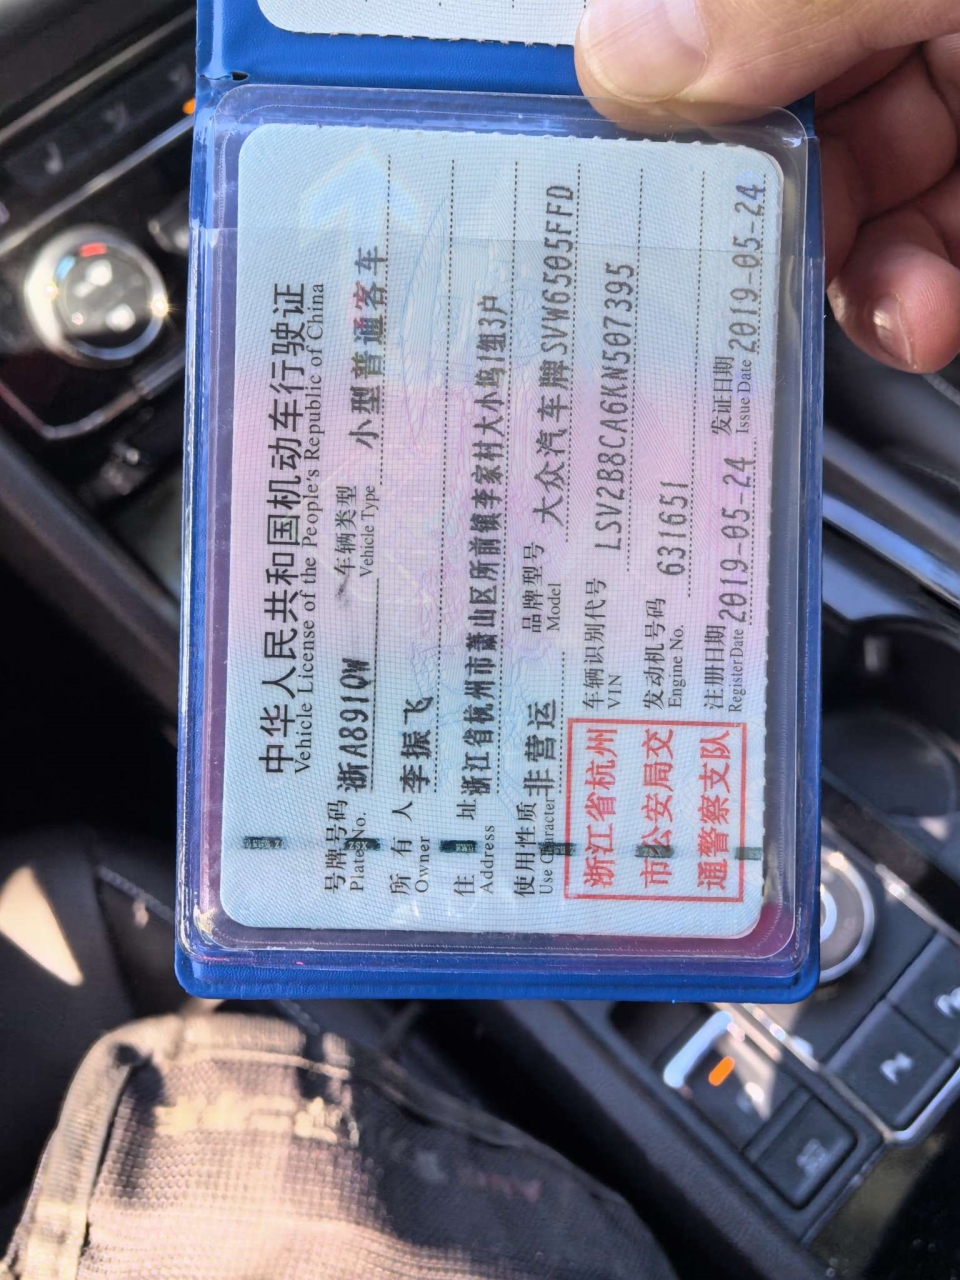 中华人民共和国机动车行驶证
Vehicle License of the People's Republic of China
号牌号码 浙A891QW 车辆类型 小型普通客车
Plate No. Vehicle Type
所有人 李振飞
Owner
住址 浙江省杭州市萧山区所前镇李家村大小坞1组3户
Address
使用性质 非营运 品牌型号 大众汽车牌SVW6505FFD
Use Character Model
浙江省杭州
市公安局交
通警察支队
车辆识别代号 LSV2B8CA6KN507395
VIN
发动机号码 631651
Engine No.
注册日期 2019-05-24 发证日期 2019-05-24
Register Date Issue Date